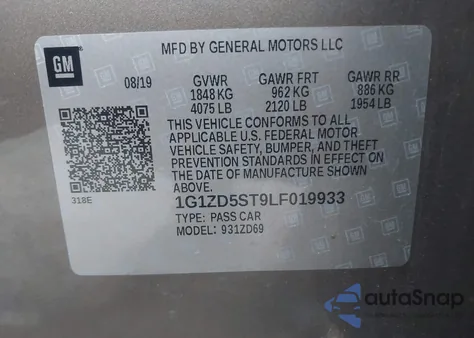 GM
MFD BY GENERAL MOTORS LLC
08/19 GVWR GAWR FRT GAWR RR
1848 KG 962 KG 886 KG
4075 LB 2120 LB 1954 LB
THIS VEHICLE CONFORMS TO ALL
APPLICABLE U.S. FEDERAL MOTOR
VEHICLE SAFETY, BUMPER, AND THEFT
PREVENTION STANDARDS IN EFFECT ON
THE DATE OF MANUFACTURE SHOWN
ABOVE.
318E
1G1ZD5ST9LF019933
TYPE: PASS CAR
MODEL: 931ZD69
autoSnap